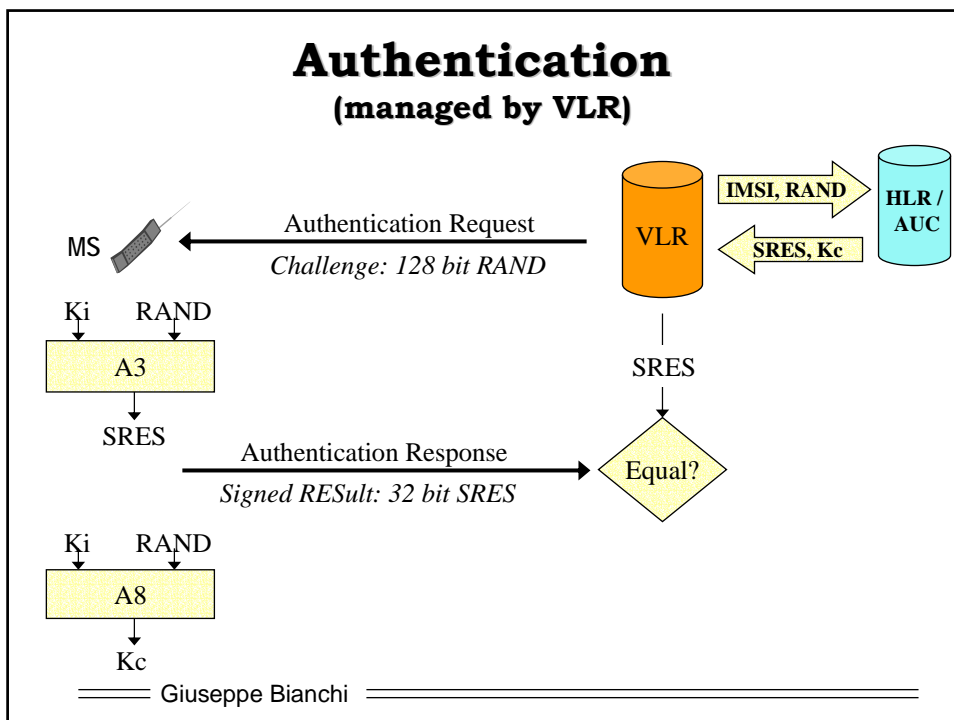 Authentication
(managed by VLR)
IMSI, RAND
HLR /
AUC
SRES, Kc
VLR
MS
Authentication Request
Challenge: 128 bit RAND
Ki RAND
A3
SRES
SRES
Authentication Response
Signed RESult: 32 bit SRES
Equal?
Ki RAND
A8
Kc
Giuseppe Bianchi